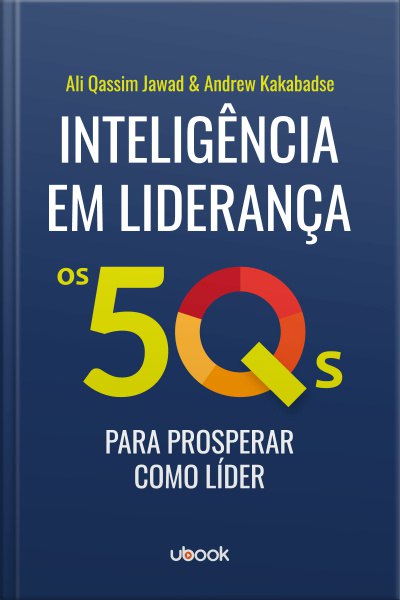 Ali Qassim Jawad & Andrew Kakabadse
INTELIGÊNCIA
EM LIDERANÇA
OS 5Qs
PARA PROSPERAR
COMO LÍDER
ubook